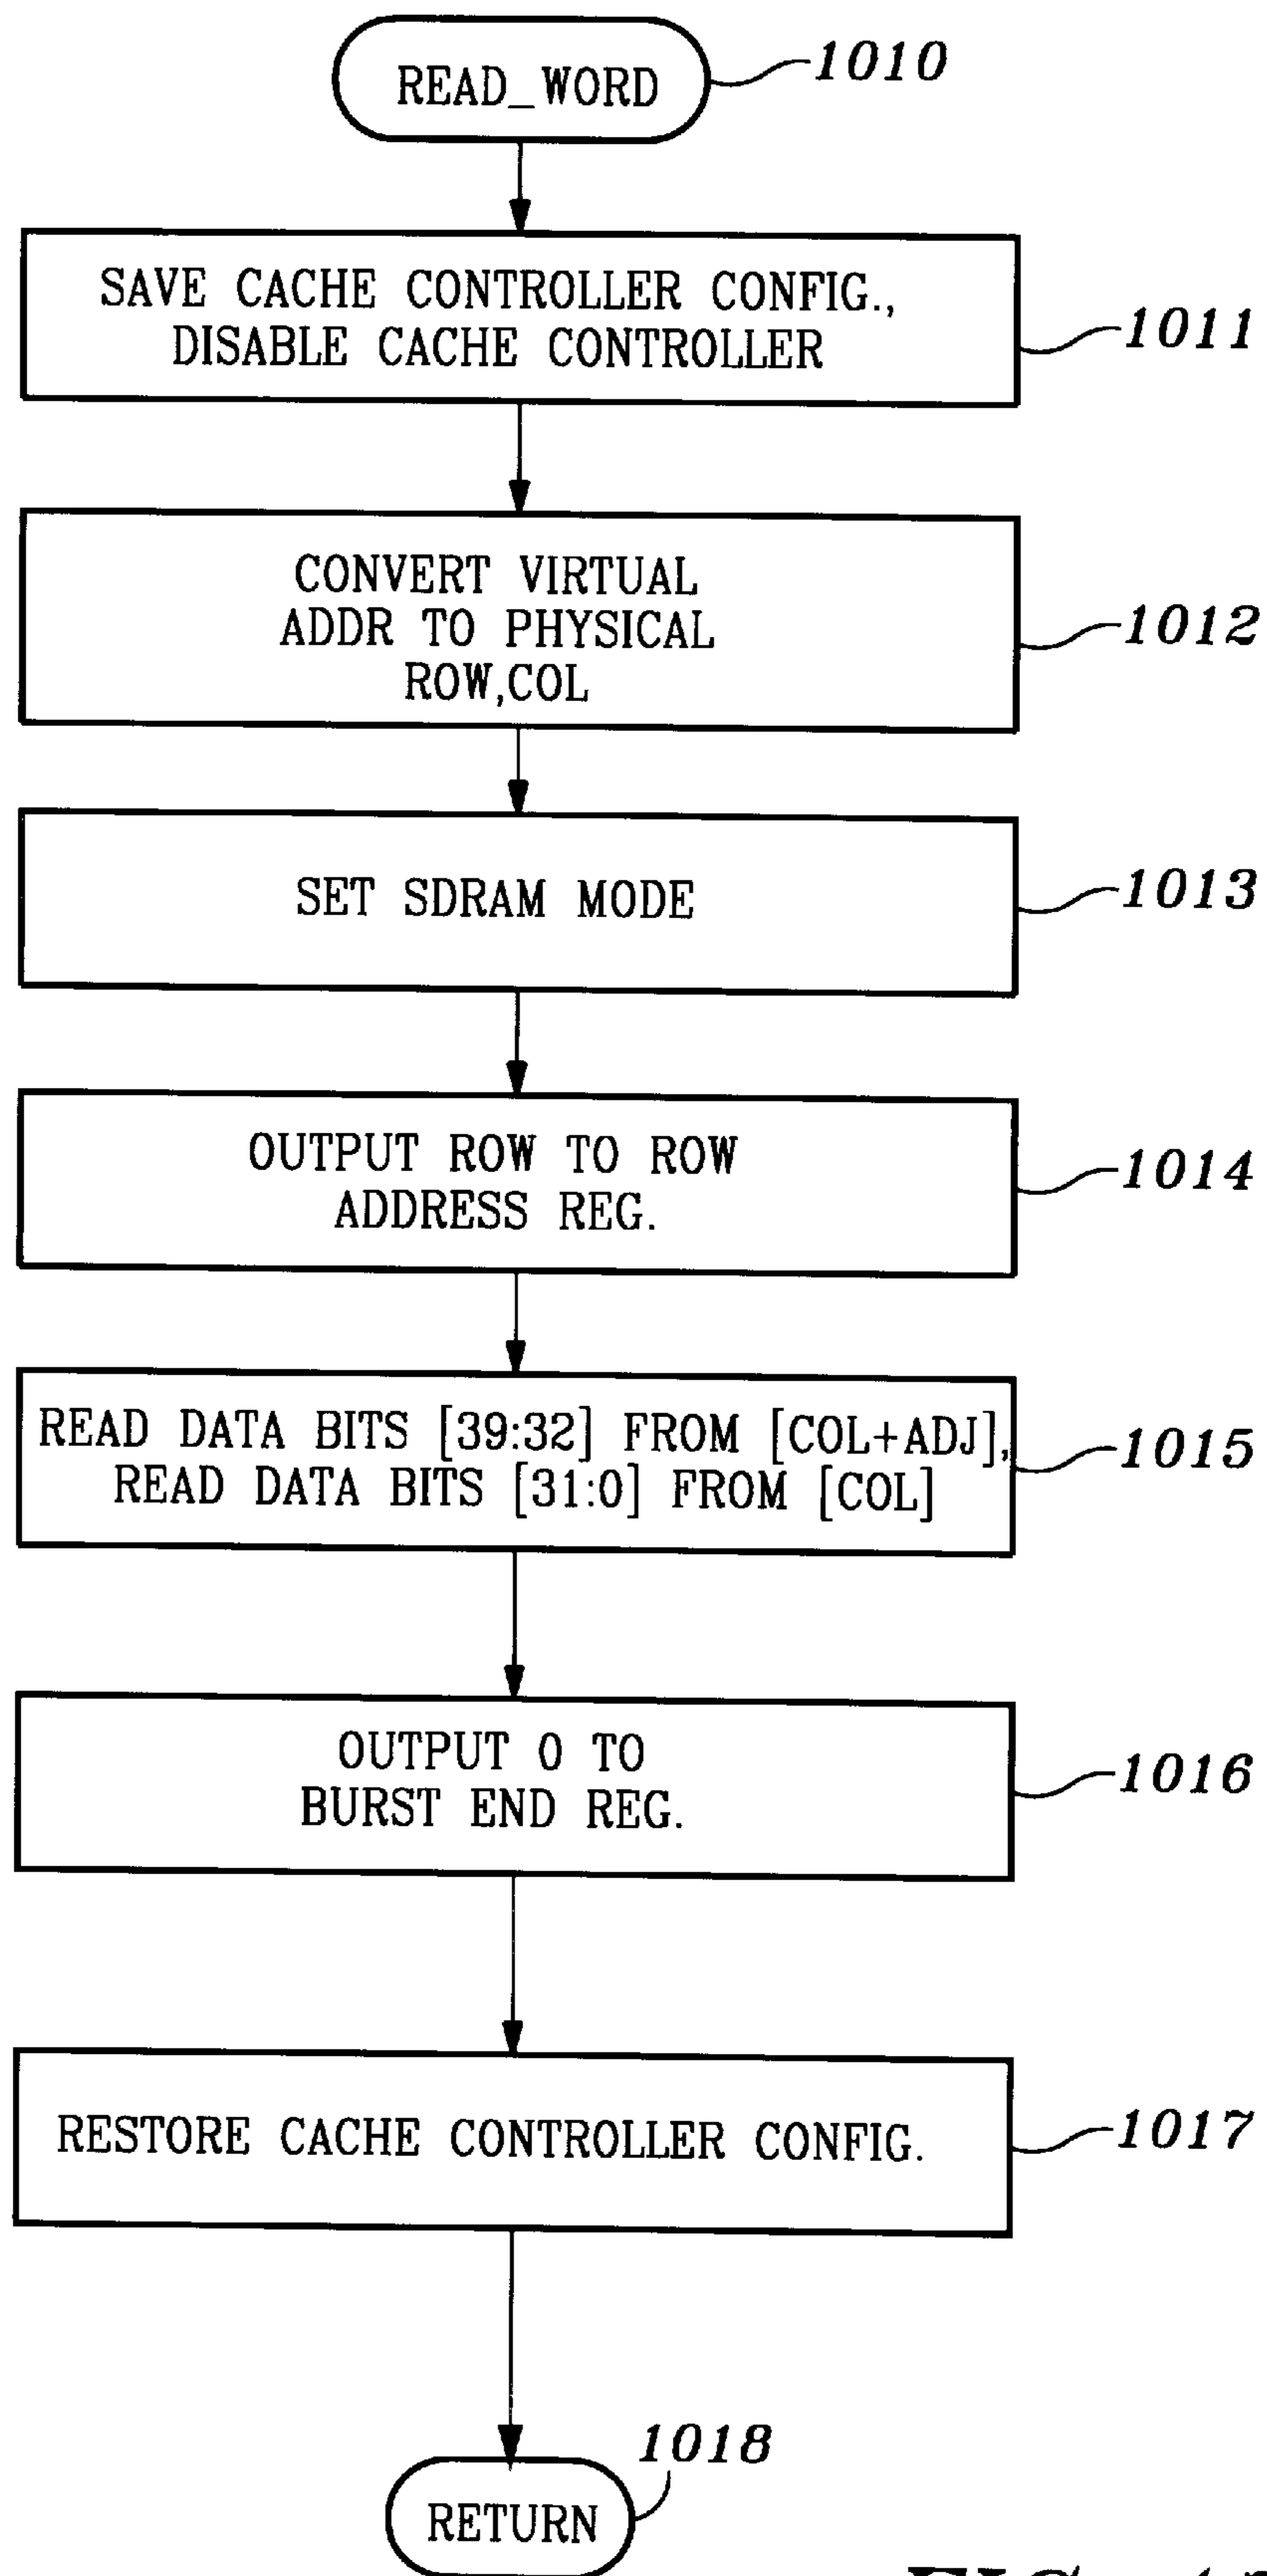 READ_WORD
1010
SAVE CACHE CONTROLLER CONFIG.,
DISABLE CACHE CONTROLLER
1011
CONVERT VIRTUAL
ADDR TO PHYSICAL
ROW,COL
1012
SET SDRAM MODE
1013
OUTPUT ROW TO ROW
ADDRESS REG.
1014
READ DATA BITS [39:32] FROM [COL+ADJ],
READ DATA BITS [31:0] FROM [COL]
1015
OUTPUT 0 TO
BURST END REG.
1016
RESTORE CACHE CONTROLLER CONFIG.
1017
1018
RETURN